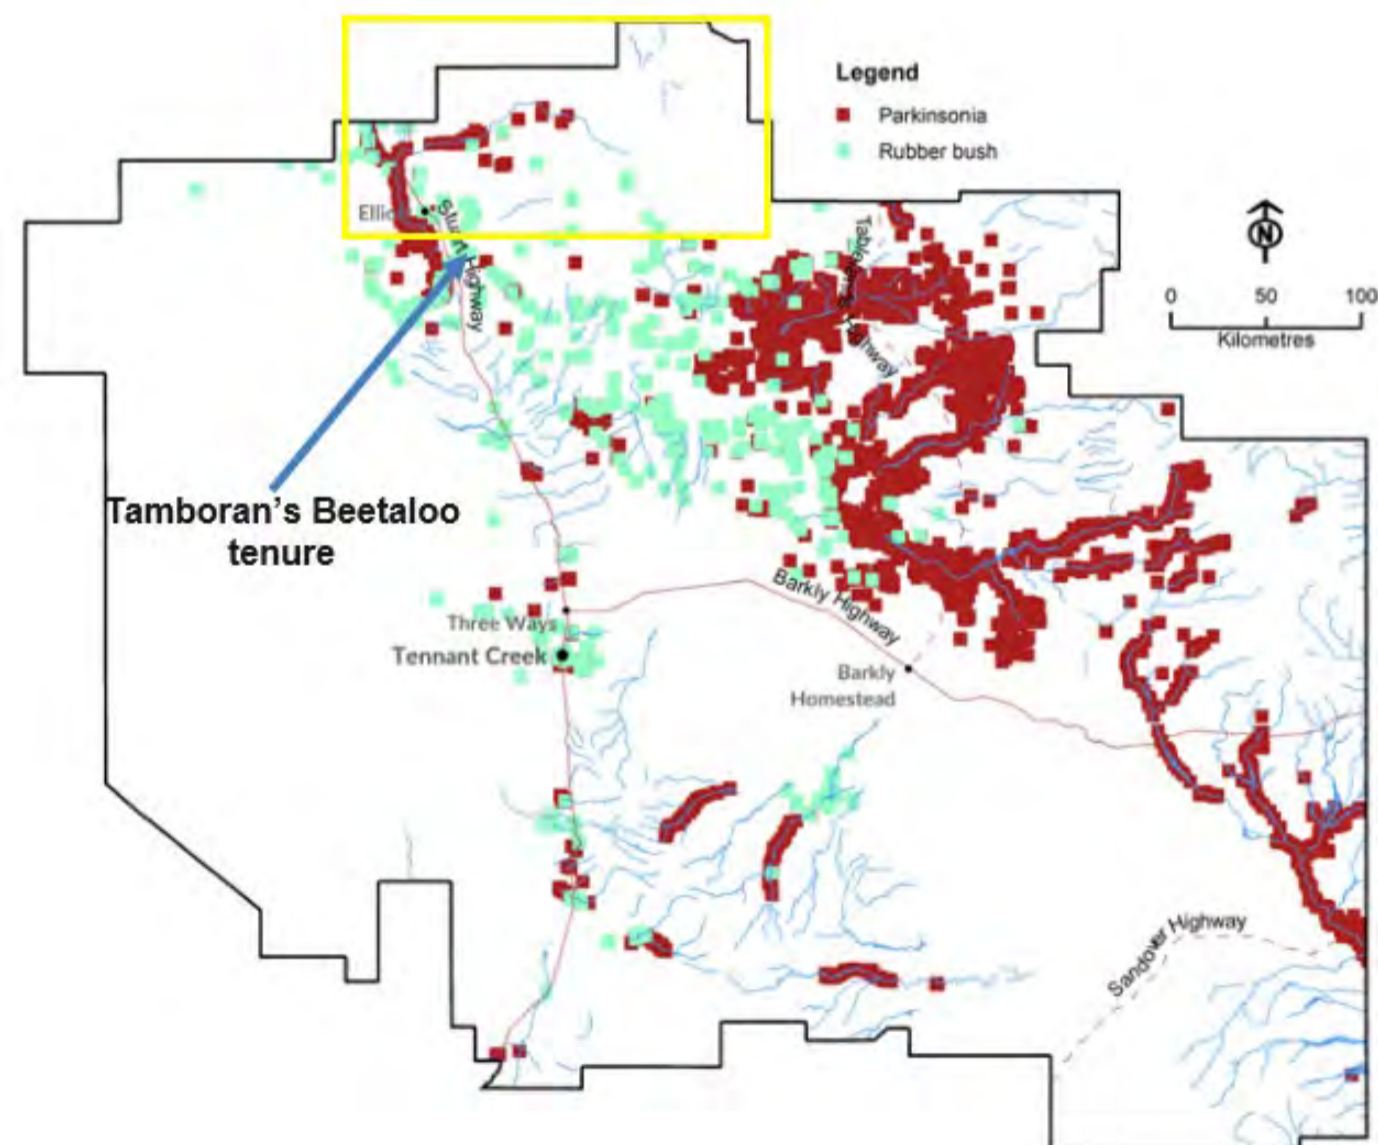 Legend
Parkinsonia
Rubber bush
N
0 50 100
Kilometres
Stuart Highway
Tablelands Highway
Tamboran's Beetaloo
tenure
Barkly Highway
Three Ways
Tennant Creek
Barkly
Homestead
Sandover Highway